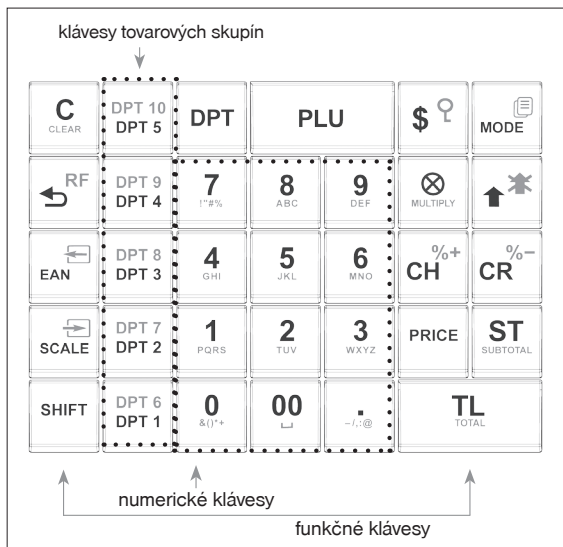 klávesy tovarových skupín
C
CLEAR
DPT 10
DPT 5
DPT
PLU
$
MODE
RF
DPT 9
DPT 4
7
!"#%
8
ABC
9
DEF
MULTIPLY
EAN
DPT 8
DPT 3
4
GHI
5
JKL
6
MNO
CH %+
CR %−
SCALE
DPT 7
DPT 2
1
PQRS
2
TUV
3
WXYZ
PRICE
ST
SUBTOTAL
SHIFT
DPT 6
DPT 1
0
&()*+
00
.
−/,:@
TL
TOTAL
numerické klávesy
funkčné klávesy